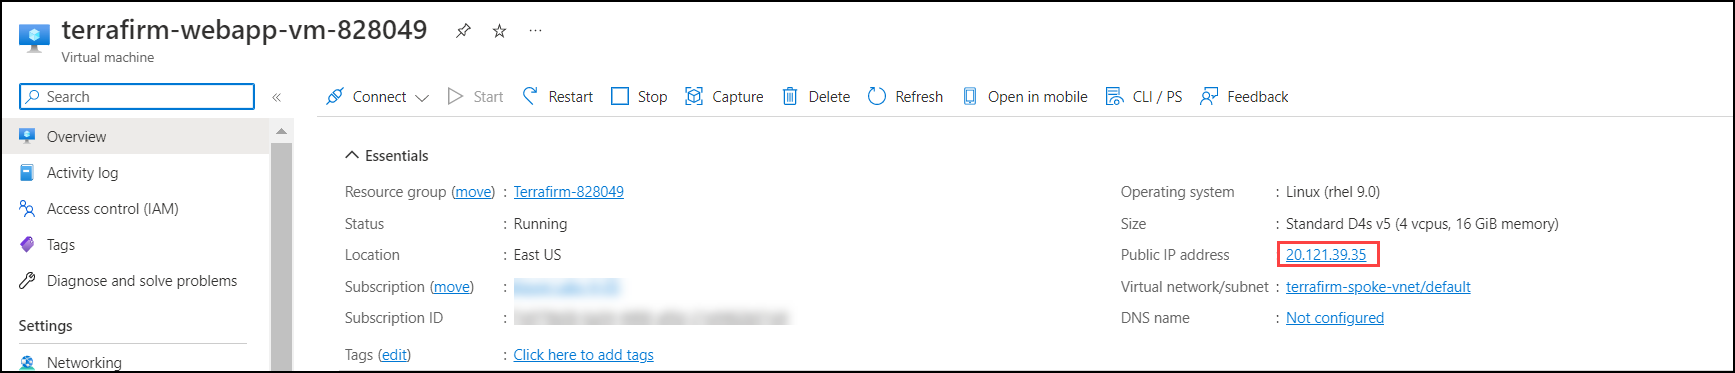 terrafirm-webapp-vm-828049 ...
Virtual machine
Search «
Connect Start Restart Stop Capture Delete Refresh Open in mobile CLI / PS Feedback
Overview
Activity log
Access control (IAM)
Tags
Diagnose and solve problems
Settings
Networking
Essentials
Resource group (move) : Terrafirm-828049
Status : Running
Location : East US
Subscription (move) :
Subscription ID :
Tags (edit) : Click here to add tags
Operating system : Linux (rhel 9.0)
Size : Standard D4s v5 (4 vcpus, 16 GiB memory)
Public IP address : 20.121.39.35
Virtual network/subnet : terrafirm-spoke-vnet/default
DNS name : Not configured